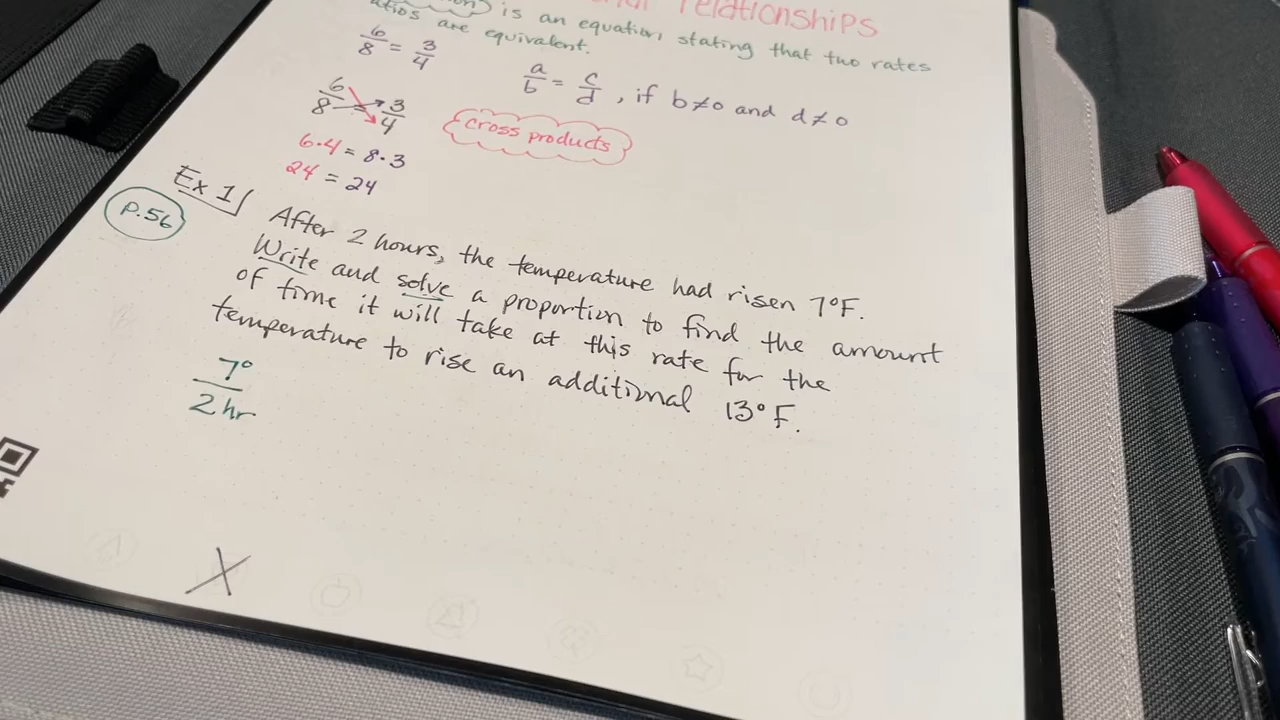 relationships
is an equation, stating that two rates
are equivalent.
6/8 = 3/4
a/b = c/d, if b≠0 and d≠0
6/8 = 3/4
cross products
6·4 = 8·3
24 = 24
Ex 1
P.56
After 2 hours, the temperature had risen 7°F.
Write and solve a proportion to find the amount
of time it will take at this rate for the
temperature to rise an additional 13°F.
7°
2 hr
X